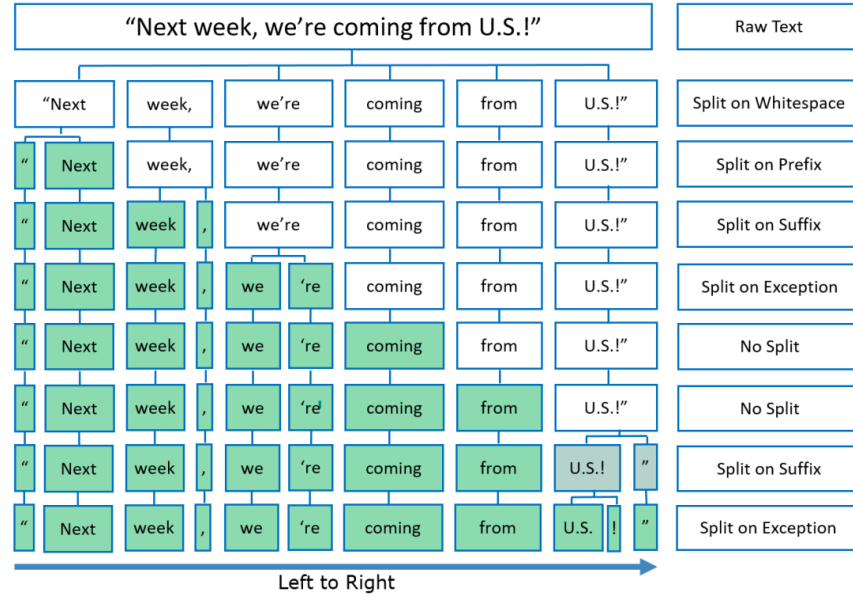 “Next week, we’re coming from U.S.!” Raw Text
“Next week, we’re coming from U.S.!” Split on Whitespace
“ Next week, we’re coming from U.S.!” Split on Prefix
“ Next week , we’re coming from U.S.!” Split on Suffix
“ Next week , we ‘re coming from U.S.!” Split on Exception
“ Next week , we ‘re coming from U.S.!” No Split
“ Next week , we ‘re coming from U.S.!” No Split
“ Next week , we ‘re coming from U.S.! ” Split on Suffix
“ Next week , we ‘re coming from U.S. ! ” Split on Exception
Left to Right